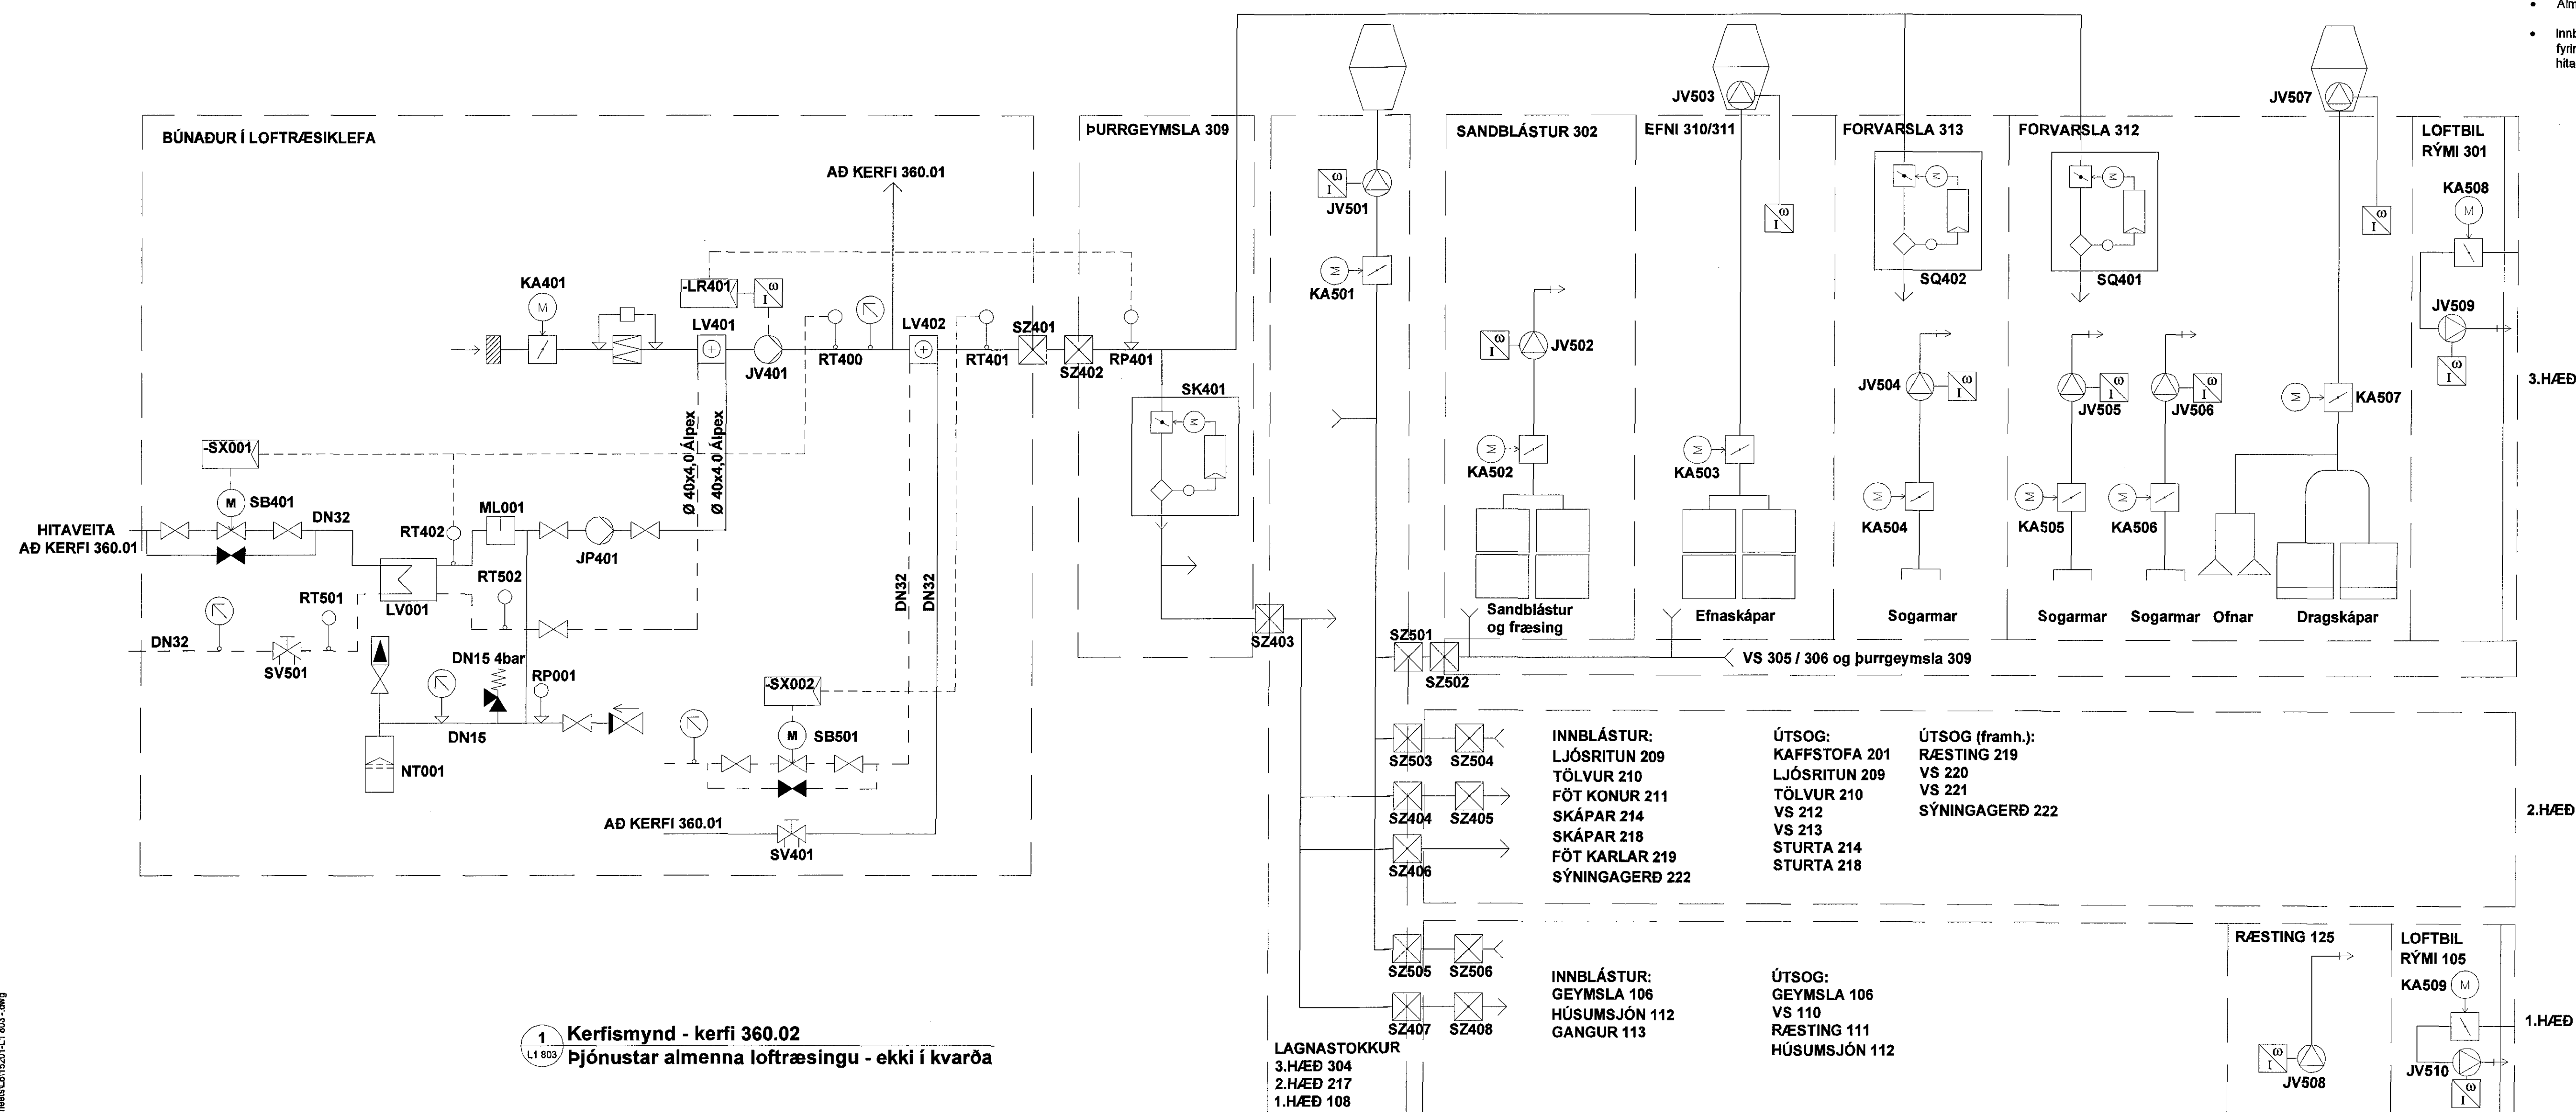 Innb
fyrir
hita
BÚNAÐUR Í LOFTRÆSIKLEFA
ÞURRGEYMSLA 309
SANDBLÁSTUR 302
EFNI 310/311
FORVARSLA 313
FORVARSLA 312
LOFTBIL
RÝMI 301
JV503
JV507
AÐ KERFI 360.01
ω
I
JV501
ω
I
ω
I
KA508
M
M
M
M
KA501
SQ402
SQ401
KA401
M
-LR401
ω
I
LV401
LV402
JV401
RT400
RT401
SZ401
SZ402
RP401
SK401
M
ω
I
JV502
JV509
ω
I
3.HÆÐ
JV504
ω
I
JV505
ω
I
JV506
ω
I
M
KA507
Ø 40x4,0 Álpex
Ø 40x4,0 Álpex
-SX001
M
SB401
DN32
HITAVEITA
AÐ KERFI 360.01
RT402
ML001
JP401
M
KA502
M
KA503
M
KA504
M
KA505
M
KA506
LV001
RT501
RT502
DN32
DN32
DN32
SV501
DN15 4bar
RP001
DN15
NT001
-SX002
M
SB501
AÐ KERFI 360.01
SV401
SZ403
Sandblástur
og fræsing
Efnaskápar
Sogarmar
Sogarmar
Sogarmar
Ofnar
Dragskápar
SZ501
SZ502
VS 305 / 306 og þurrgeymsla 309
SZ503
SZ504
SZ404
SZ405
SZ406
INNBLÁSTUR:
LJÓSRITUN 209
TÖLVUR 210
FÖT KONUR 211
SKÁPAR 214
SKÁPAR 218
FÖT KARLAR 219
SÝNINGAGERÐ 222
ÚTSOG:
KAFFSTOFA 201
LJÓSRITUN 209
TÖLVUR 210
VS 212
VS 213
STURTA 214
STURTA 218
ÚTSOG (framh.):
RÆSTING 219
VS 220
VS 221
SÝNINGAGERÐ 222
2.HÆÐ
SZ505
SZ506
SZ407
SZ408
INNBLÁSTUR:
GEYMSLA 106
HÚSUMSJÓN 112
GANGUR 113
ÚTSOG:
GEYMSLA 106
VS 110
RÆSTING 111
HÚSUMSJÓN 112
RÆSTING 125
ω
I
JV508
LOFTBIL
RÝMI 105
KA509
M
JV510
ω
I
1.HÆÐ
LAGNASTOKKUR
3.HÆÐ 304
2.HÆÐ 217
1.HÆÐ 108
1
L1 803
Kerfismynd - kerfi 360.02
Þjónustar almenna loftræsingu - ekki í kvarða